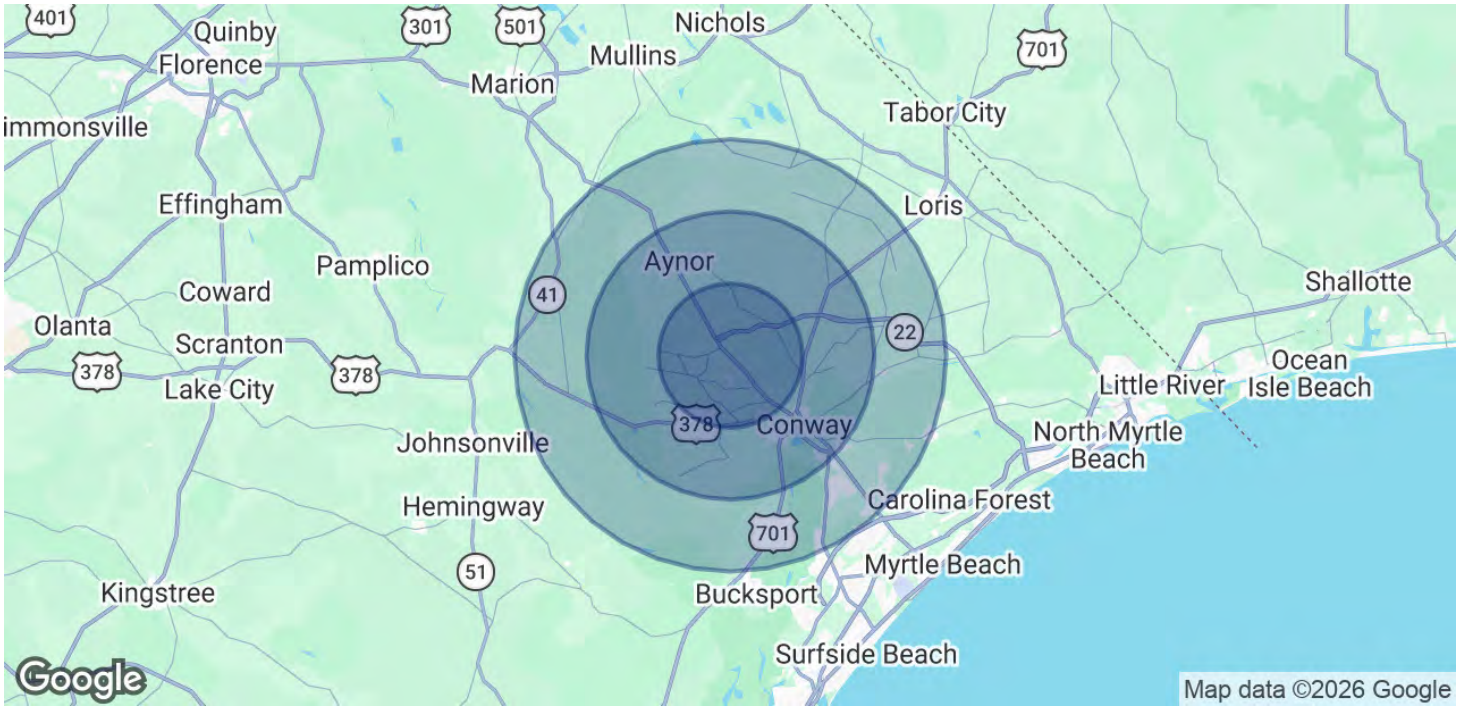 401
Quinby
301
501
Nichols
701
Florence
Mullins
Marion
immonsville
Tabor City
Effingham
Loris
Pamplico
Aynor
Coward
41
Shallotte
Olanta
Scranton
22
378
378
Lake City
Ocean
Isle Beach
Little River
378
Conway
Johnsonville
North Myrtle
Beach
Hemingway
Carolina Forest
701
51
Myrtle Beach
Kingstree
Bucksport
Surfside Beach
Google
Map data ©2026 Google